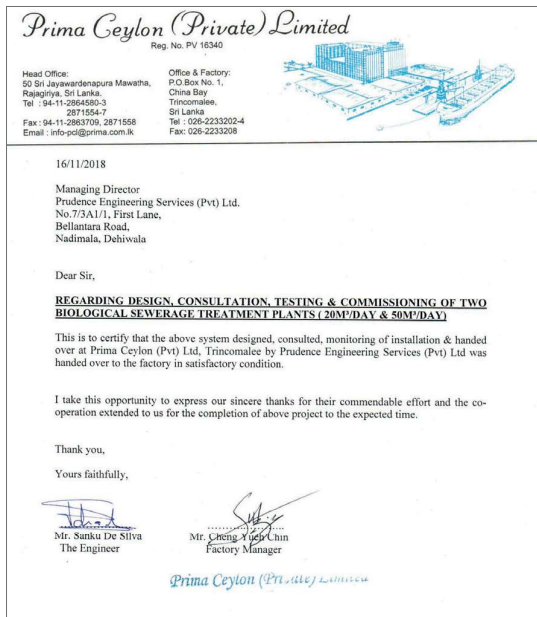 Prima Ceylon (Private) Limited
Reg. No. PV 16340
Head Office:
50 Sri Jayawardenapura Mawatha,
Rajagiriya, Sri Lanka.
Tel : 94-11-2864580-3
2871554-7
Fax : 94-11-2863709, 2871558
Email : info-pcl@prima.com.lk
Office & Factory:
P.O.Box No. 1,
China Bay
Trincomalee,
Sri Lanka
Tel : 026-2233202-4
Fax: 026-2233208
16/11/2018
Managing Director
Prudence Engineering Services (Pvt) Ltd.
No.7/3A1/1, First Lane,
Bellantara Road,
Nadimala, Dehiwala
Dear Sir,
REGARDING DESIGN, CONSULTATION, TESTING & COMMISSIONING OF TWO
BIOLOGICAL SEWERAGE TREATMENT PLANTS ( 20M³/DAY & 50M³/DAY)
This is to certify that the above system designed, consulted, monitoring of installation & handed
over at Prima Ceylon (Pvt) Ltd, Trincomalee by Prudence Engineering Services (Pvt) Ltd was
handed over to the factory in satisfactory condition.
I take this opportunity to express our sincere thanks for their commendable effort and the co-
operation extended to us for the completion of above project to the expected time.
Thank you,
Yours faithfully,
Mr. Sanku De Silva
The Engineer
Mr. Cheng Yueh Chin
Factory Manager
Prima Ceylon (Private) Limited